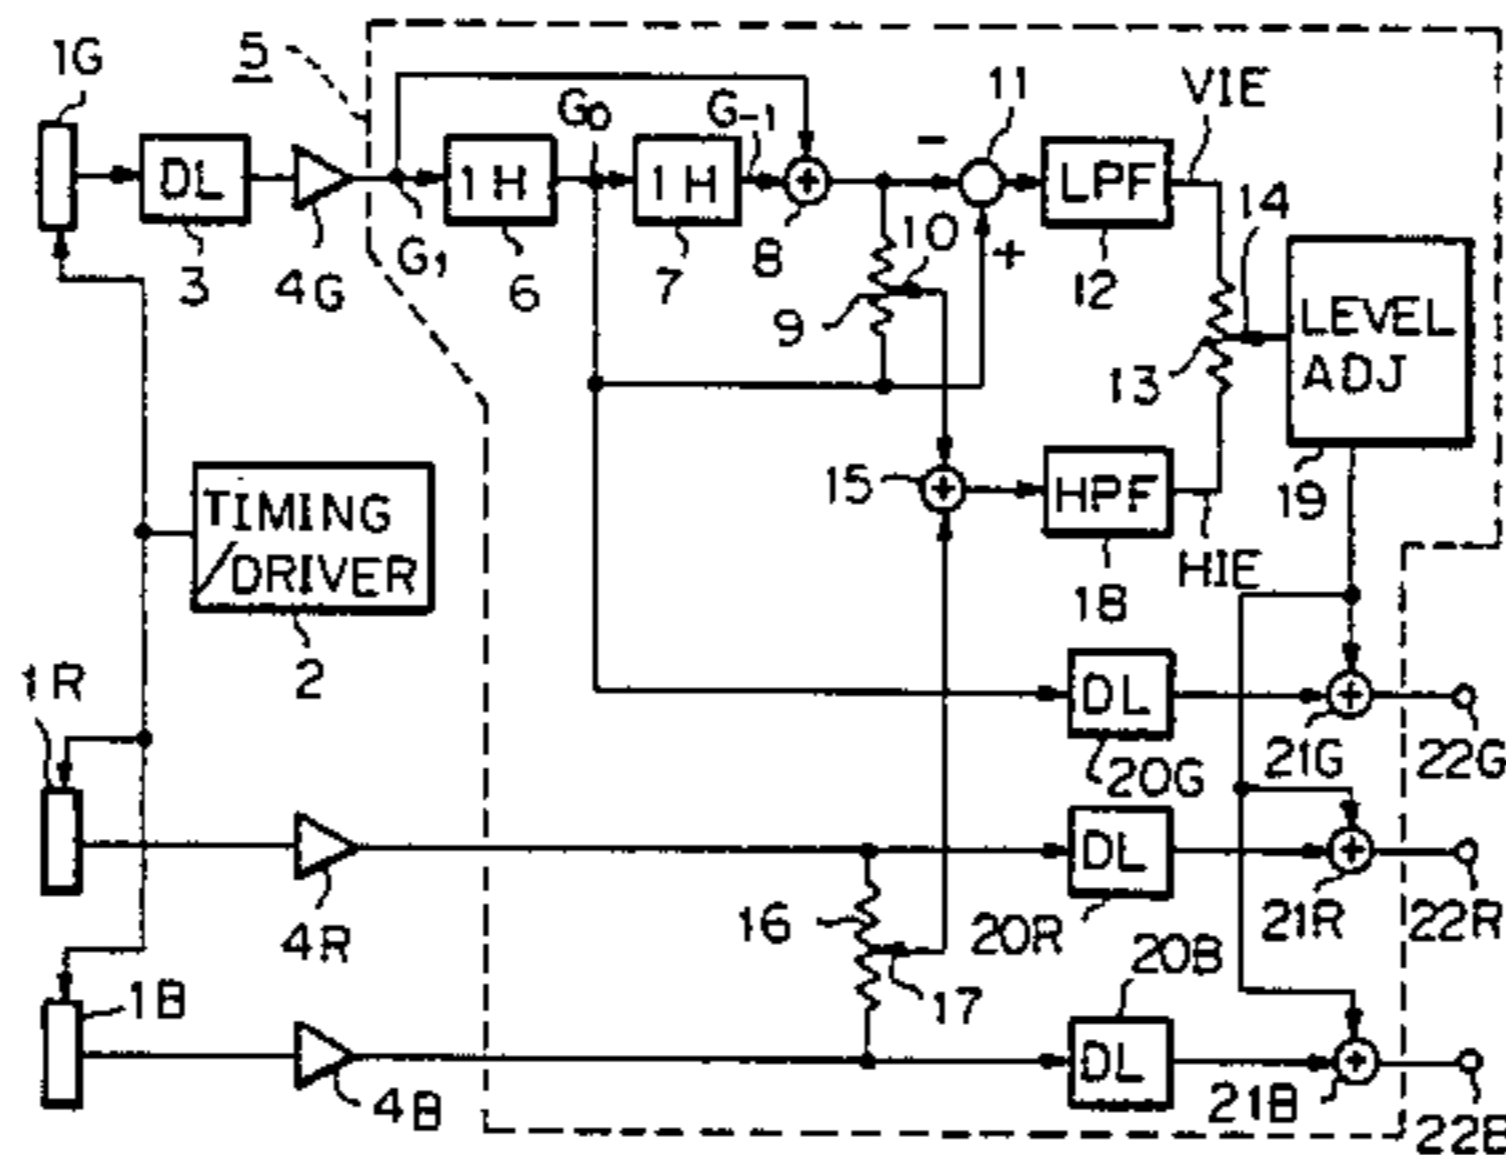 1G
5
DL
3
4G
G1
G0
G-1
1H
6
1H
7
+
8
9
10
-
11
+
LPF
12
VIE
13
14
LEVEL
ADJ
19
15
+
HPF
18
HIE
TIMING
/DRIVER
2
1R
4R
16
17
1B
4B
DL
20G
+
21G
22G
DL
20R
+
21R
22R
20B
DL
+
21B
22B